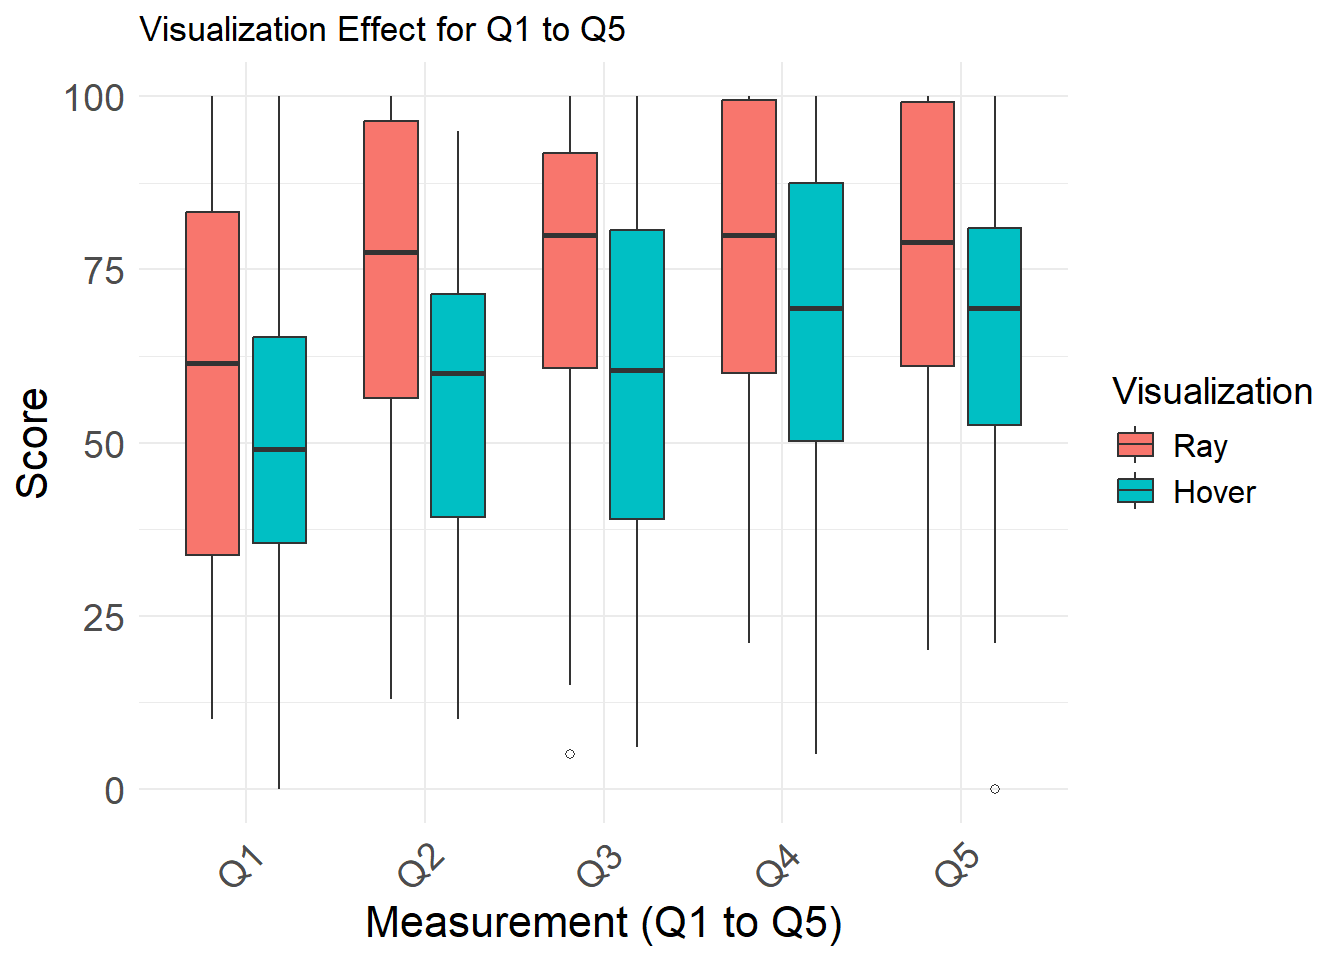 Visualization Effect for Q1 to Q5
100
75
50
25
0
Score
Q1
Q2
Q3
Q4
Q5
Measurement (Q1 to Q5)
Visualization
Ray
Hover